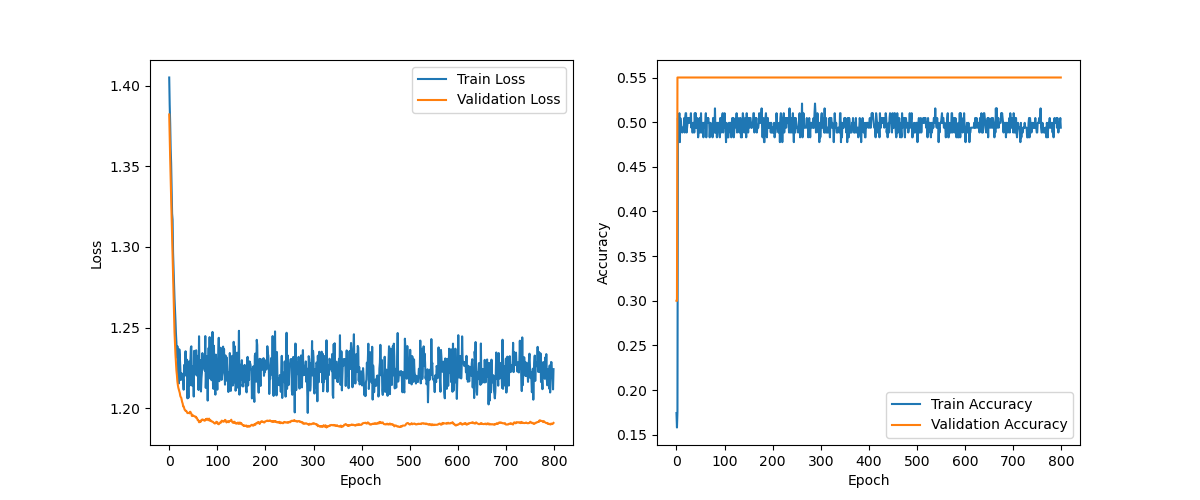 Train Loss
Validation Loss
1.40
1.35
1.30
1.25
1.20
Loss
0 100 200 300 400 500 600 700 800
Epoch
0.55
0.50
0.45
0.40
0.35
0.30
0.25
0.20
0.15
Accuracy
Train Accuracy
Validation Accuracy
0 100 200 300 400 500 600 700 800
Epoch